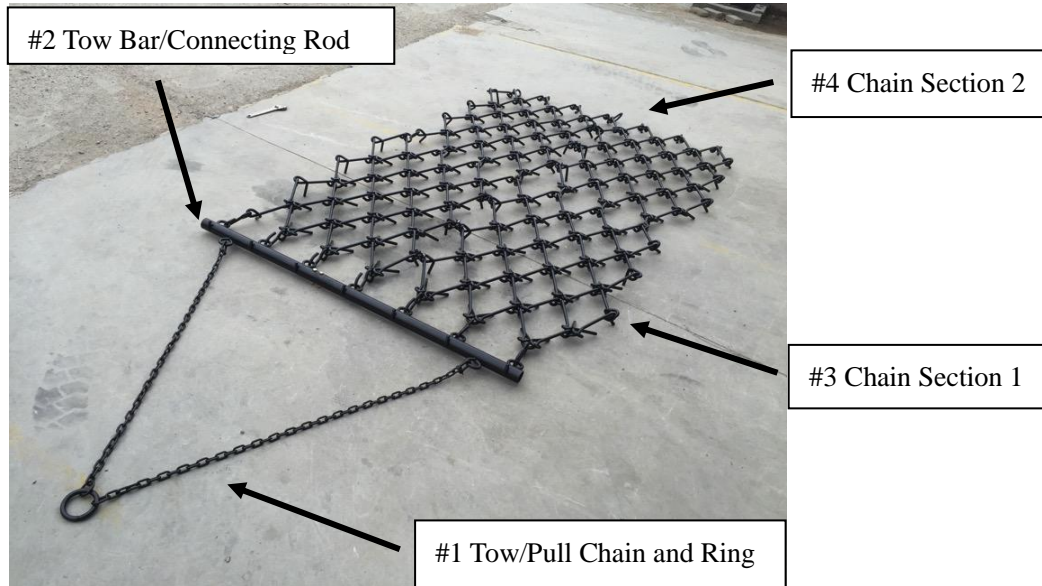 #2 Tow Bar/Connecting Rod
#4 Chain Section 2
#3 Chain Section 1
#1 Tow/Pull Chain and Ring